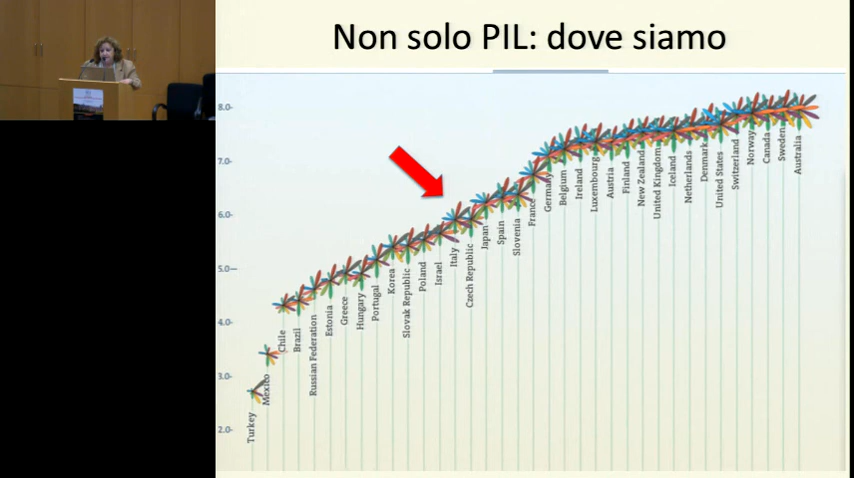 Non solo PIL: dove siamo
8.0-
7.0-
6.0-
5.0-
4.0-
3.0-
2.0-
Turkey
Mexico
Chile
Brazil
Russian Federation
Estonia
Greece
Hungary
Portugal
Korea
Slovak Republic
Poland
Israel
Italy
Czech Republic
Japan
Spain
Slovenia
France
Germany
Belgium
Ireland
Luxembourg
Austria
Finland
New Zealand
United Kingdom
Iceland
Netherlands
Denmark
United States
Switzerland
Norway
Canada
Sweden
Australia